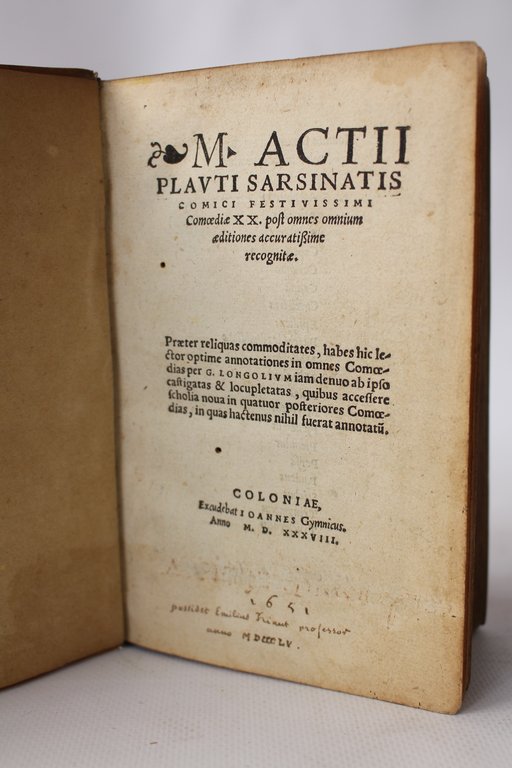 ❧M. ACTII
PLAVTI SARSINATIS
COMICI FESTIVISSIMI
Comœdiæ XX. post omnes omnium
æditiones accuratißime
recognitæ.
Præter reliquas commoditates, habes hic le-
ctor optime annotationes in omnes Comœ-
dias per G. LONGOLIVM iam denuo ab ipso
castigatas & locupletatas, quibus accessere
scholia noua in quatuor posteriores Comœ-
dias, in quas hactenus nihil fuerat annotatū.
COLONIAE,
Excudebat IOANNES Gymnicus.
Anno M. D. XXXVIII.
1651
possidet Emilius professor
anno MDCCCLV.